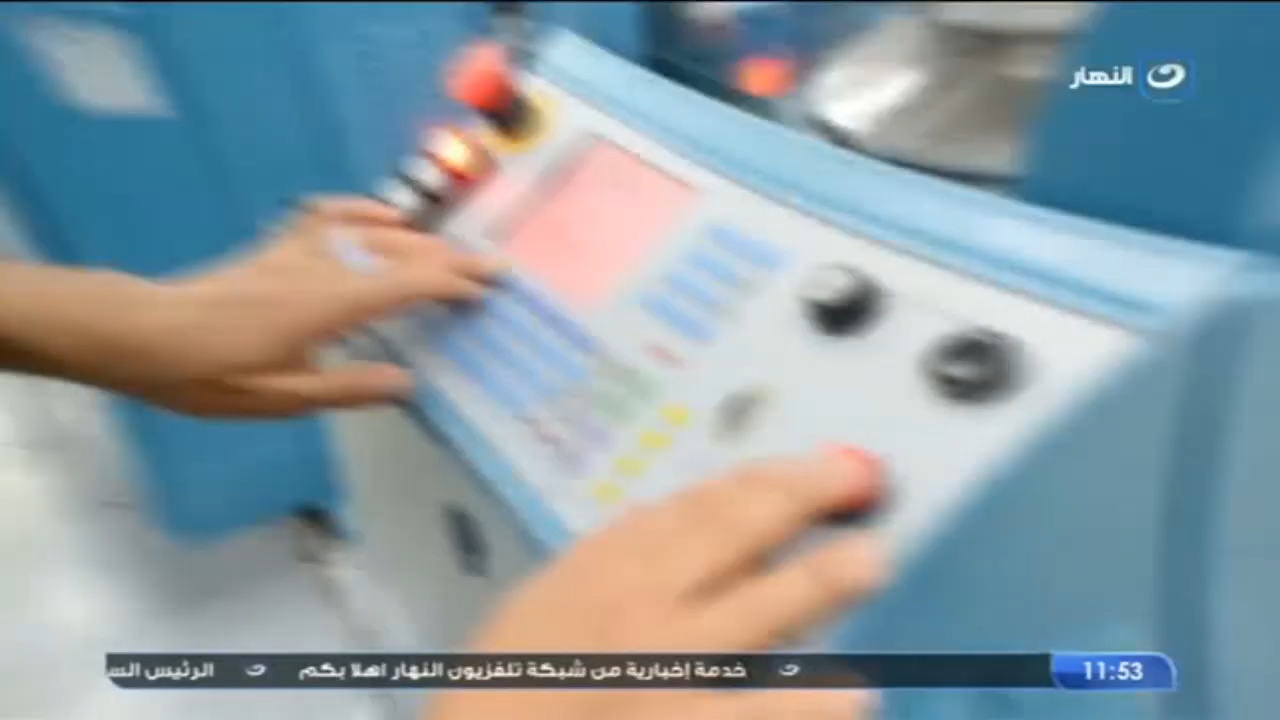 النهار
11:53
خدمة إخبارية من شبكة تلفزيون النهار اهلا بكم
الرئيس